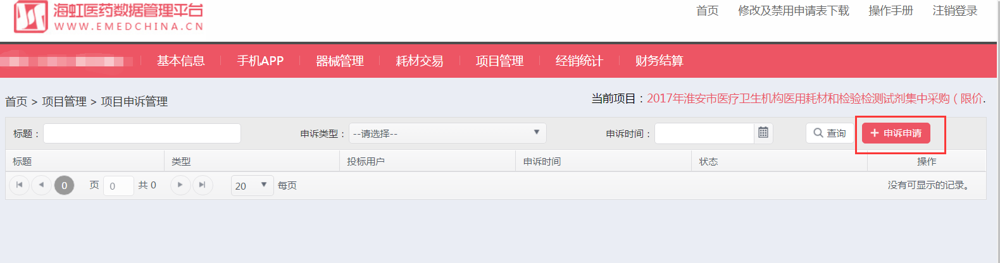 海虹医药数据管理平台
WWW.EMEDCHINA.CN
首页 修改及禁用申请表下载 操作手册 注销登录
基本信息 手机APP 器械管理 耗材交易 项目管理 经销统计 财务结算
首页 > 项目管理 > 项目申诉管理
当前项目：2017年淮安市医疗卫生机构医用耗材和检验检测试剂集中采购（限价.
标题： 申诉类型： --请选择-- 申诉时间： 查询 申诉申请
标题 类型 投标用户 申诉时间 状态 操作
0 页 0 共 0 20 每页 没有可显示的记录。